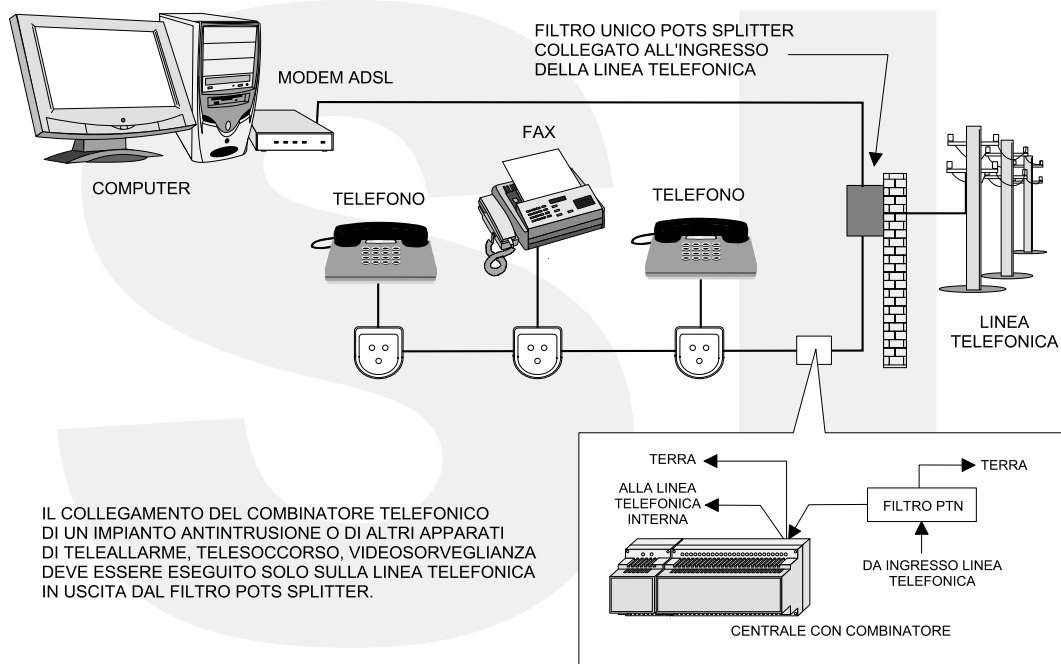 SI
FILTRO UNICO POTS SPLITTER
COLLEGATO ALL'INGRESSO
DELLA LINEA TELEFONICA
MODEM ADSL
COMPUTER
FAX
TELEFONO
TELEFONO
LINEA
TELEFONICA
TERRA
ALLA LINEA
TELEFONICA
INTERNA
TERRA
FILTRO PTN
DA INGRESSO LINEA
TELEFONICA
CENTRALE CON COMBINATORE
IL COLLEGAMENTO DEL COMBINATORE TELEFONICO
DI UN IMPIANTO ANTINTRUSIONE O DI ALTRI APPARATI
DI TELEALLARME, TELESOCCORSO, VIDEOSORVEGLIANZA
DEVE ESSERE ESEGUITO SOLO SULLA LINEA TELEFONICA
IN USCITA DAL FILTRO POTS SPLITTER.